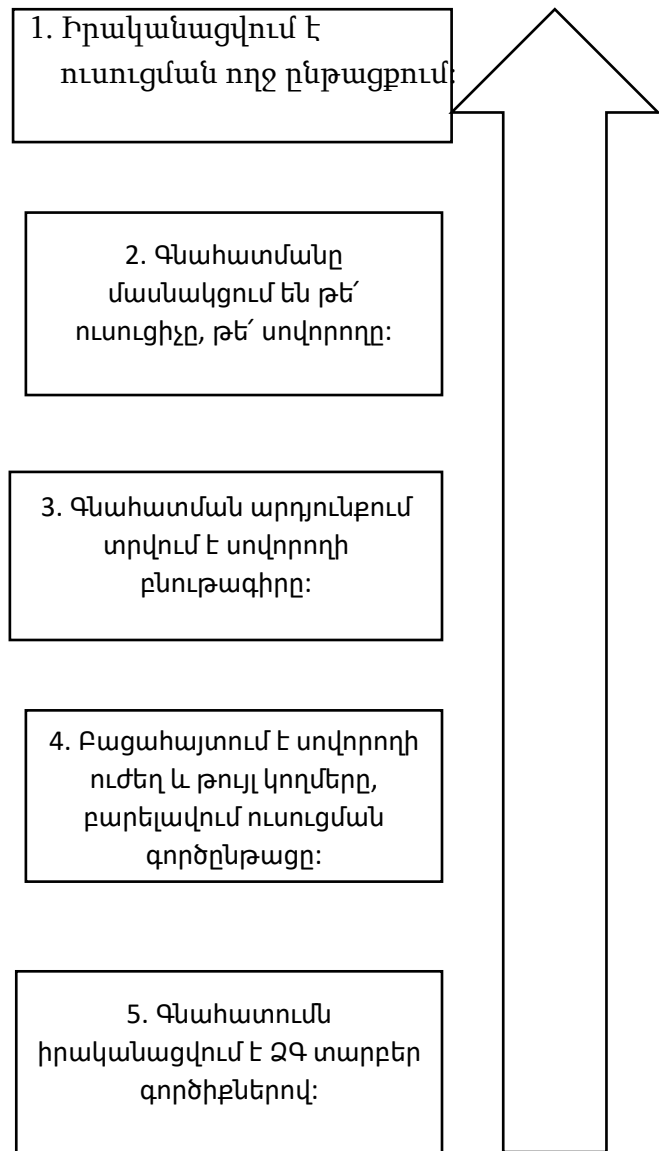 1. Իրականացվում է
ուսուցման ողջ ընթացքում:
2. Գնահատմանը
մասնակցում են թե՛
ուսուցիչը, թե՛ սովորողը:
3. Գնահատման արդյունքում
տրվում է սովորողի
բնութագիրը:
4. Բացահայտում է սովորողի
ուժեղ և թույլ կողմերը,
բարելավում ուսուցման
գործընթացը:
5. Գնահատումն
իրականացվում է ՁԳ տարբեր
գործիքներով: